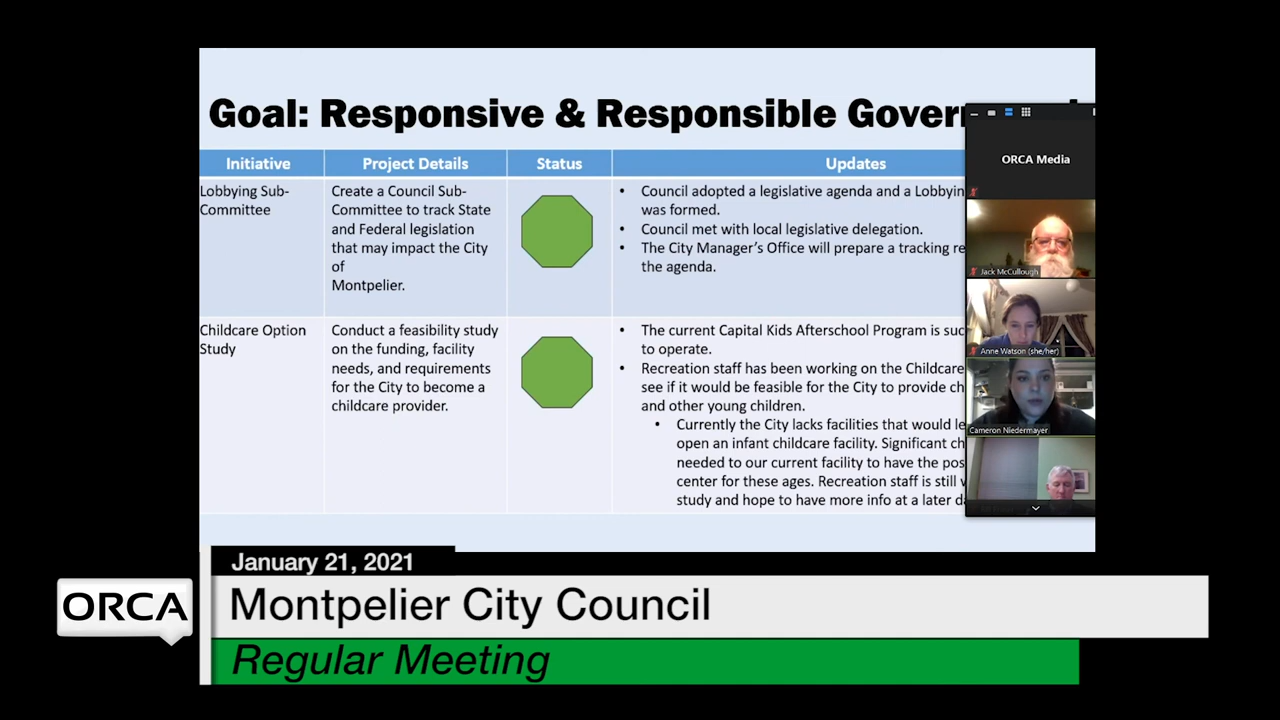 Goal: Responsive & Responsible Govern
Initiative
Project Details
Status
Updates
Lobbying Sub-
Committee
Create a Council Sub-
Committee to track State
and Federal legislation
that may impact the City
of
Montpelier.
• Council adopted a legislative agenda and a Lobbyin
was formed.
• Council met with local legislative delegation.
• The City Manager's Office will prepare a tracking re
the agenda.
Childcare Option
Study
Conduct a feasibility study
on the funding, facility
needs, and requirements
for the City to become a
childcare provider.
• The current Capital Kids Afterschool Program is suc
to operate.
• Recreation staff has been working on the Childcare
see if it would be feasible for the City to provide ch
and other young children.
• Currently the City lacks facilities that would le
open an infant childcare facility. Significant ch
needed to our current facility to have the pos
center for these ages. Recreation staff is still
study and hope to have more info at a later d
ORCA Media
Jack McCullough
Anne Watson (she/her)
Cameron Niedermayer
January 21, 2021
ORCA
Montpelier City Council
Regular Meeting